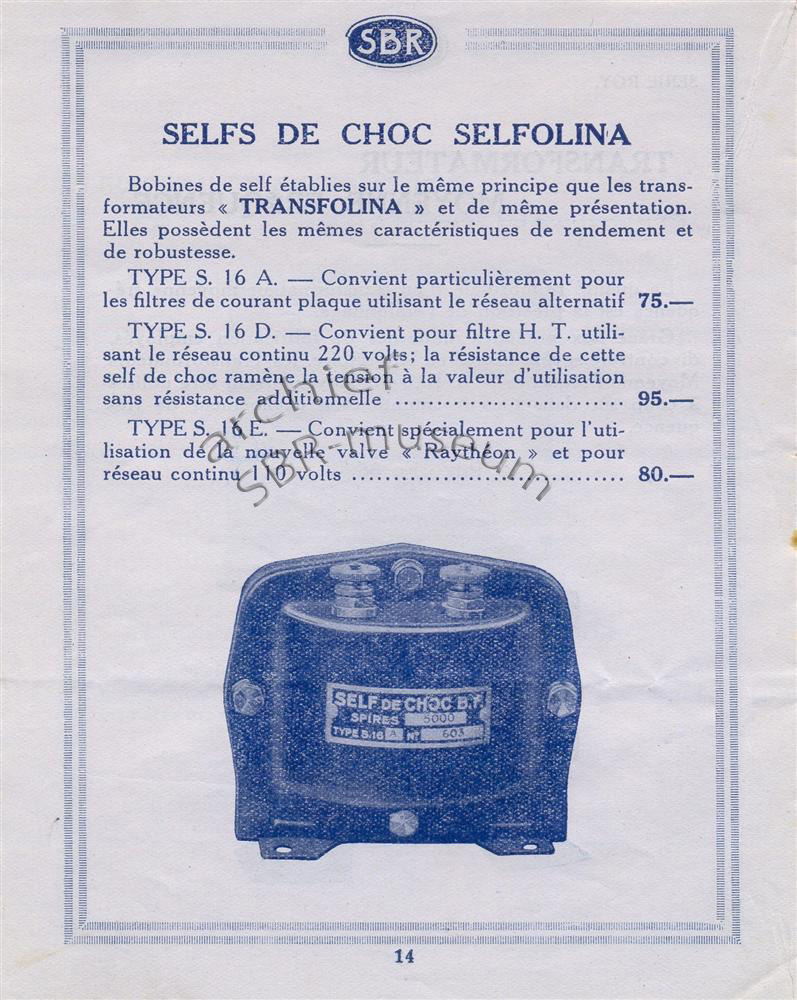 SBR
SELFS DE CHOC SELFOLINA
Bobines de self établies sur le même principe que les trans-
formateurs « TRANSFOLINA » et de même présentation.
Elles possèdent les mêmes caractéristiques de rendement et
de robustesse.
TYPE S. 16 A. — Convient particulièrement pour
les filtres de courant plaque utilisant le réseau alternatif 75.—
TYPE S. 16 D. — Convient pour filtre H. T. utili-
sant le réseau continu 220 volts; la résistance de cette
self de choc ramène la tension à la valeur d'utilisation
sans résistance additionnelle .......................... 95.—
TYPE S. 16 E. — Convient spécialement pour l'uti-
lisation de la nouvelle valve « Raythéon » et pour
réseau continu 110 volts ............................... 80.—
archief
SBR-museum
SELF DE CHOC B.F.
SPIRES 5000
TYPE S.16 A N° 603
14